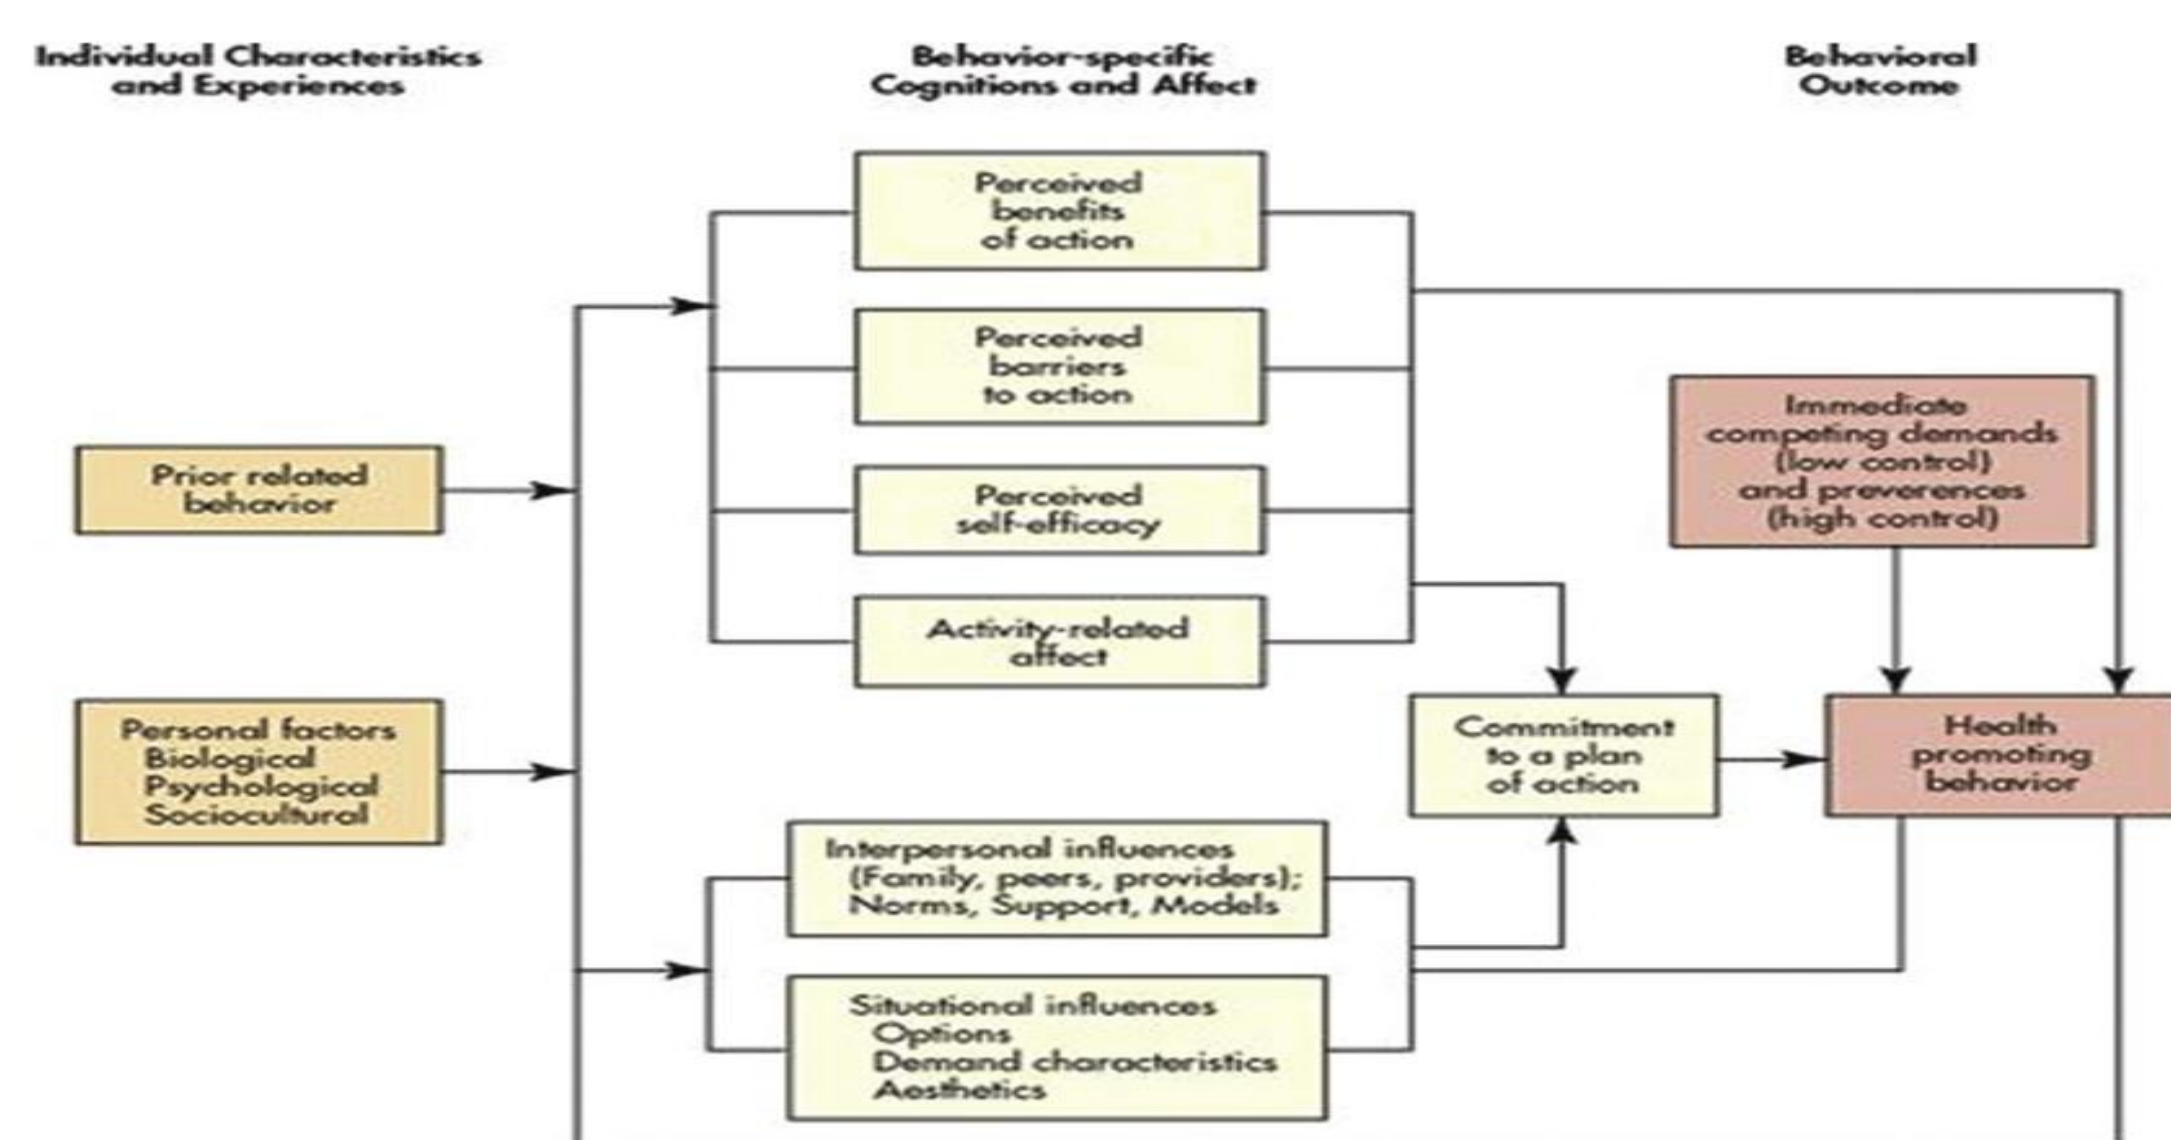 Individual Characteristics
and Experiences
Behavior-specific
Cognitions and Affect
Behavioral
Outcome
Perceived
benefits
of action
Perceived
barriers
to action
Immediate
competing demands
(low control)
and preverences
(high control)
Prior related
behavior
Perceived
self-efficacy
Activity-related
affect
Personal factors
Biological
Psychological
Sociocultural
Commitment
to a plan
of action
Health
promoting
behavior
Interpersonal influences
(Family, peers, providers);
Norms, Support, Models
Situational influences
Options
Demand characteristics
Aesthetics